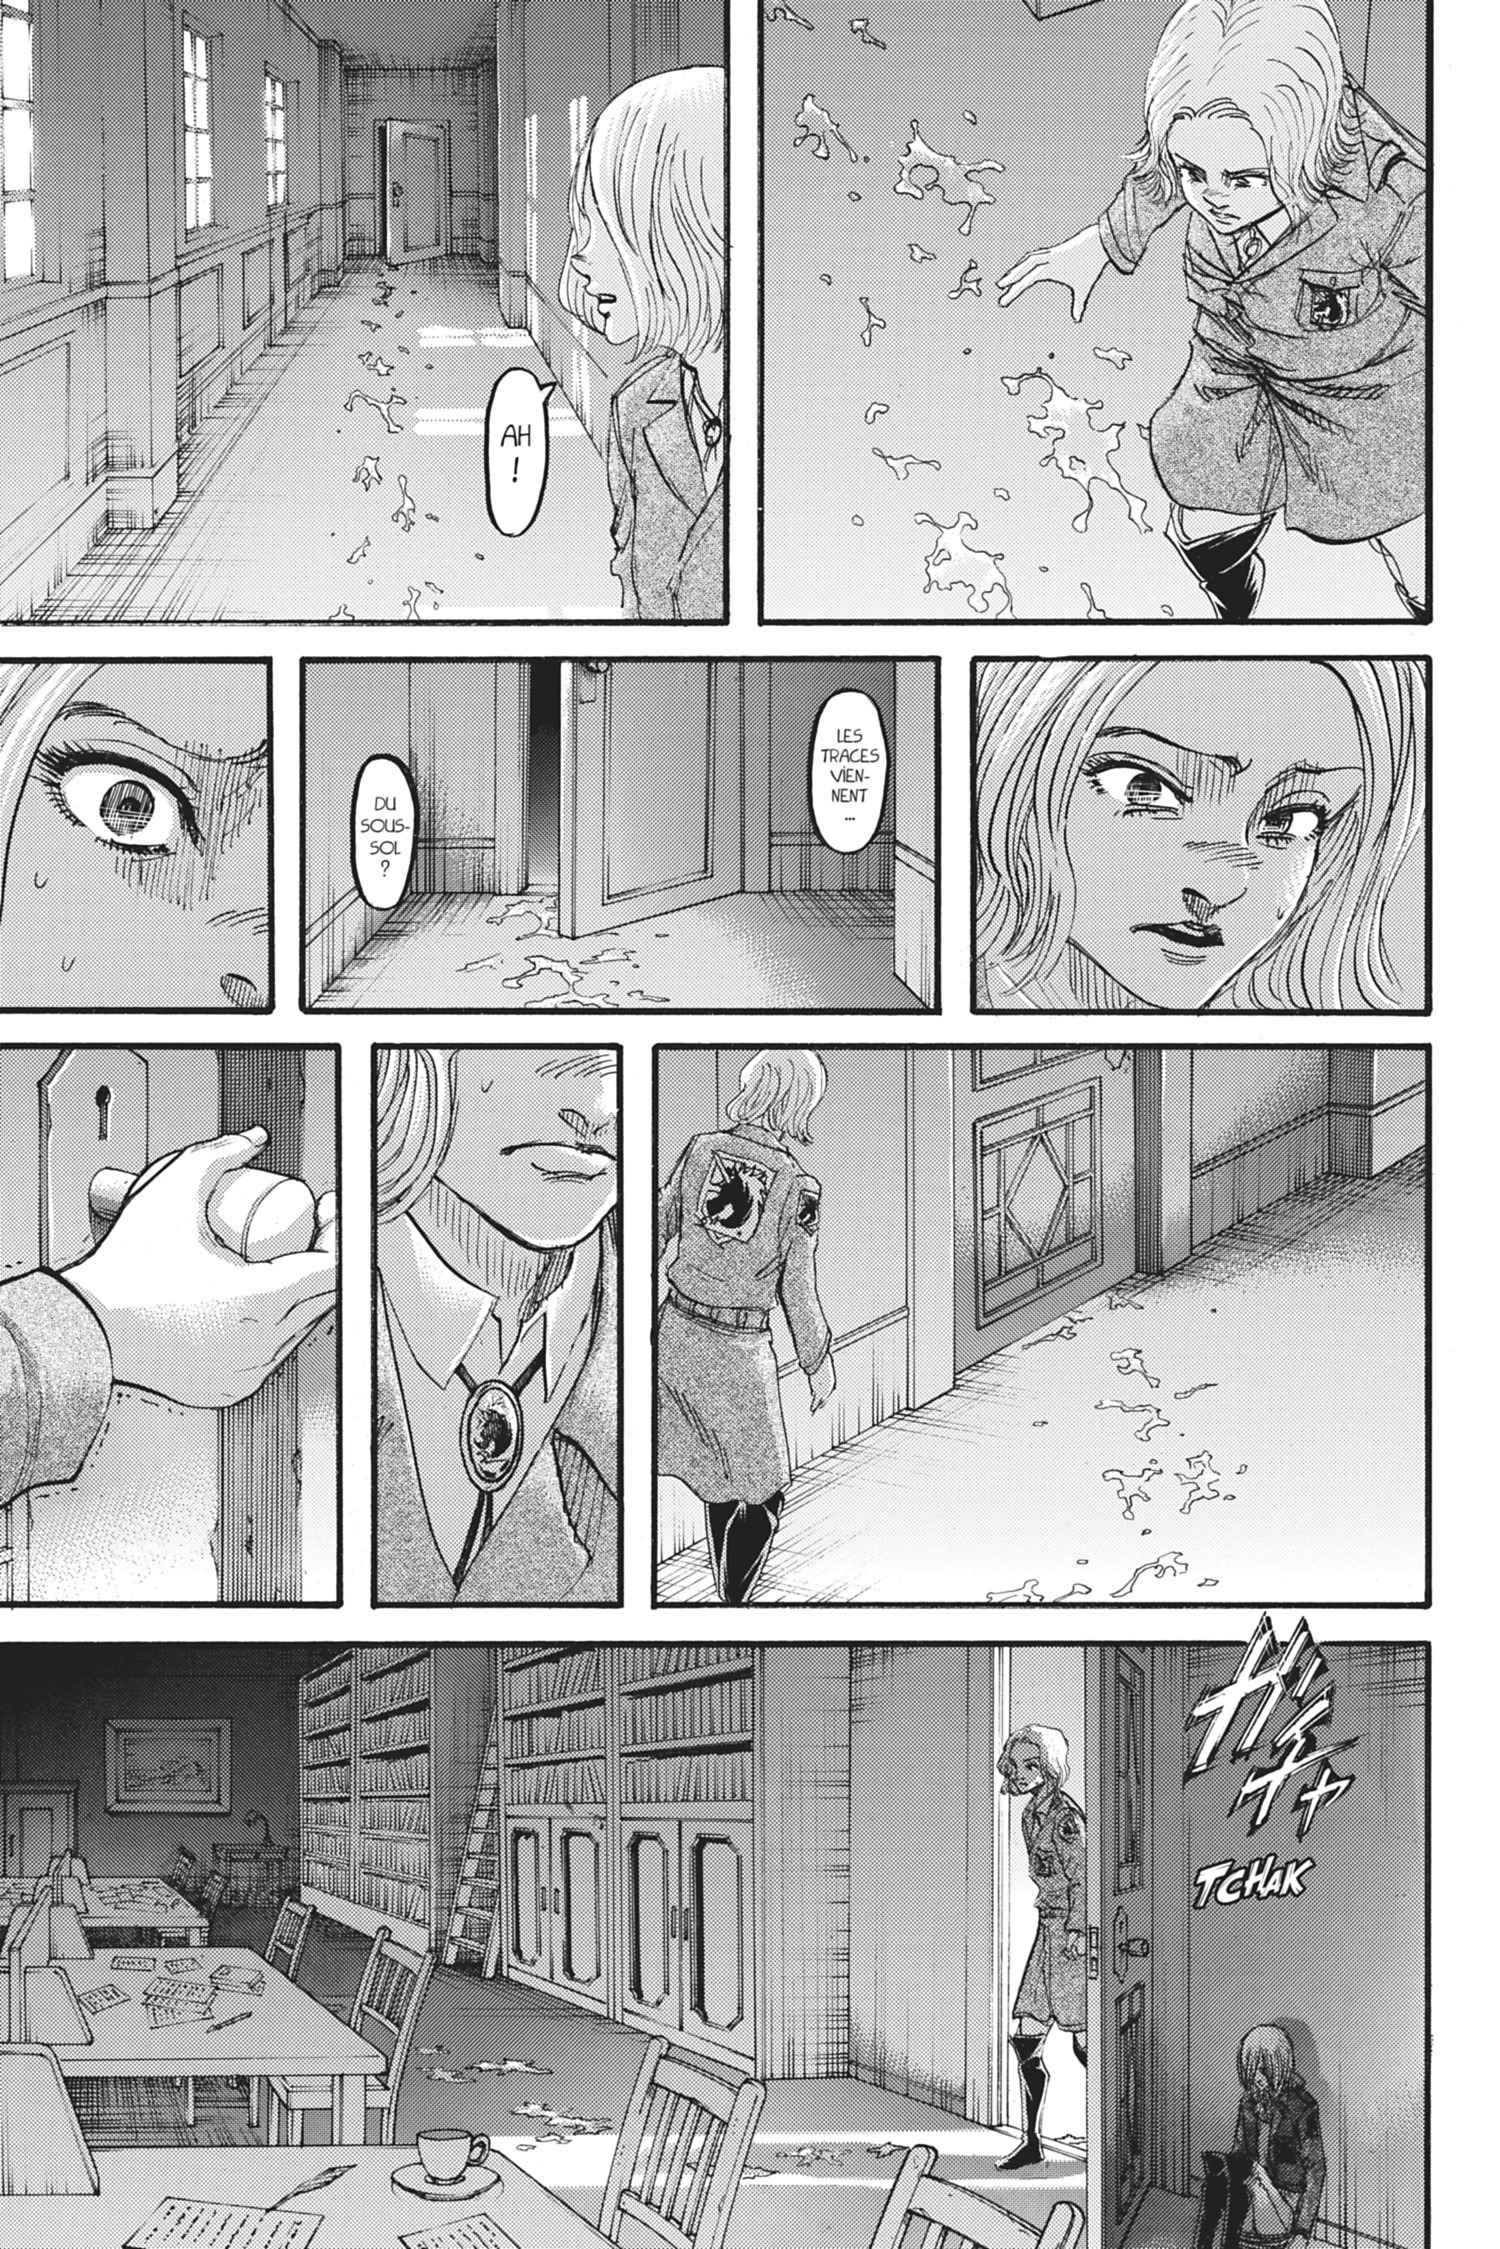 AH
!
LES
TRACES
VIEN-
NENT
...
DU
SOUS-
SOL
?
ガチャ
TCHAK